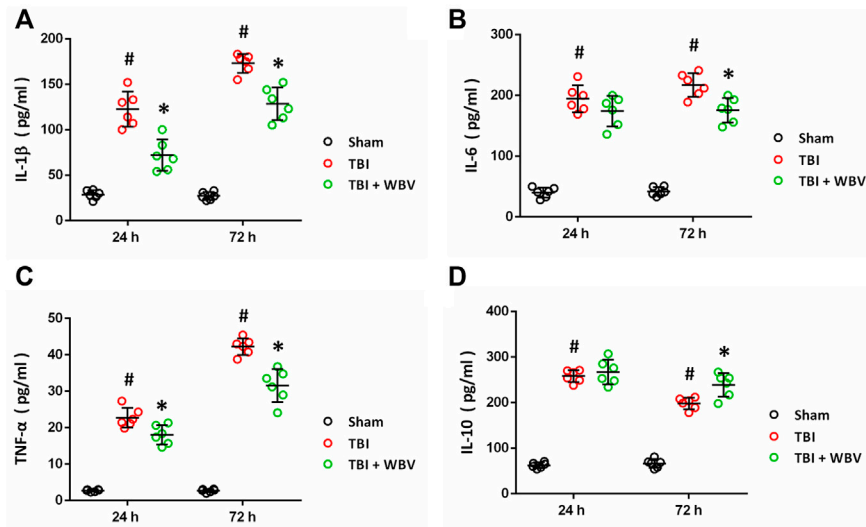 A
IL-1β ( pg/ml )
200
150
100
50
0
#
*
#
*
24 h
72 h
Sham
TBI
TBI + WBV
B
IL-6 ( pg/ml )
300
200
100
0
#
#
*
24 h
72 h
Sham
TBI
TBI + WBV
C
TNF-α ( pg/ml )
50
40
30
20
10
0
#
*
#
*
24 h
72 h
Sham
TBI
TBI + WBV
D
IL-10 ( pg/ml )
400
300
200
100
0
#
#
*
24 h
72 h
Sham
TBI
TBI + WBV